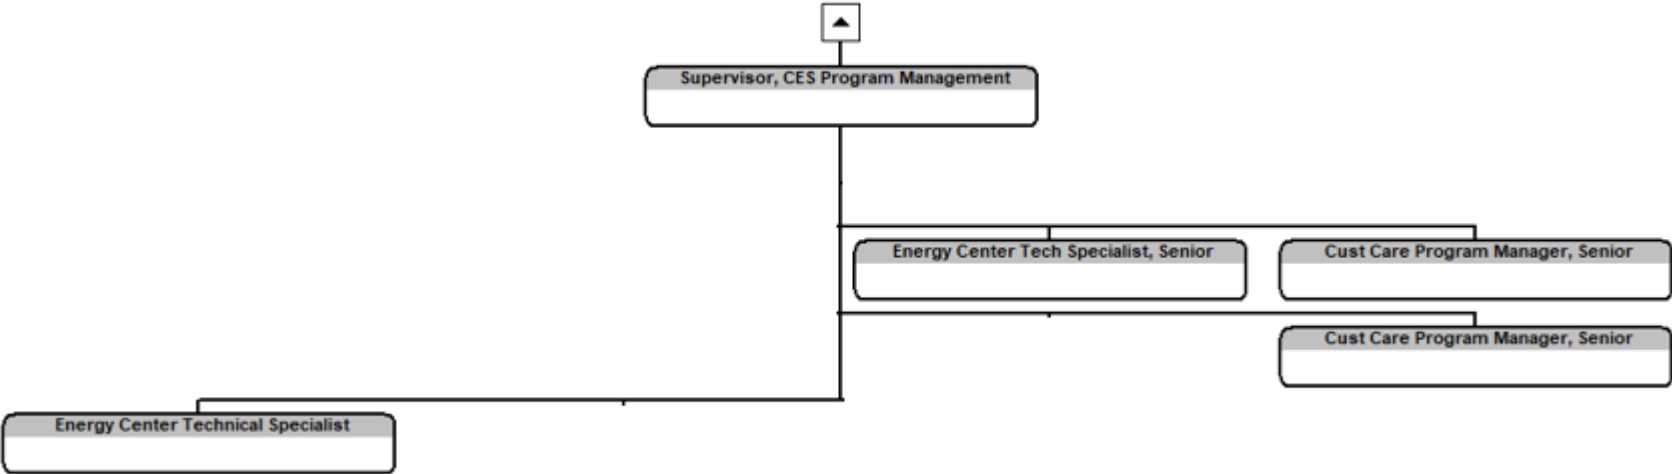 Supervisor, CES Program Management
Energy Center Tech Specialist, Senior
Cust Care Program Manager, Senior
Cust Care Program Manager, Senior
Energy Center Technical Specialist